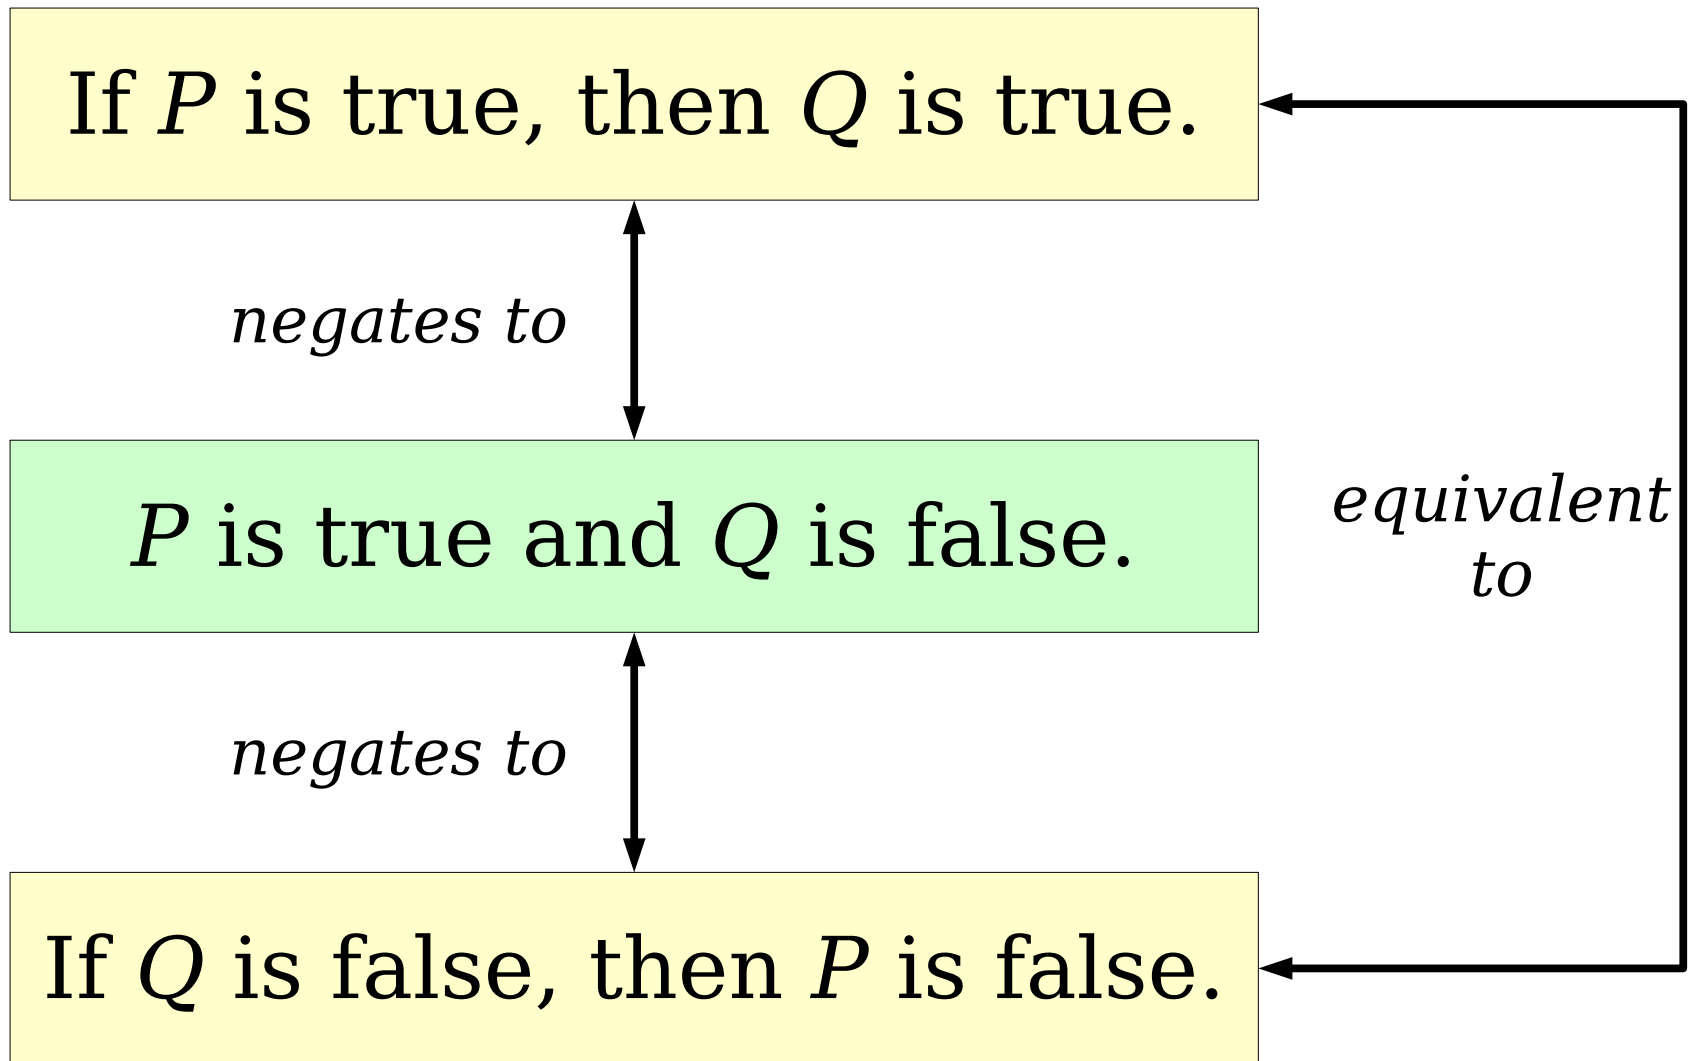 If P is true, then Q is true.
negates to
P is true and Q is false.
equivalent
to
negates to
If Q is false, then P is false.